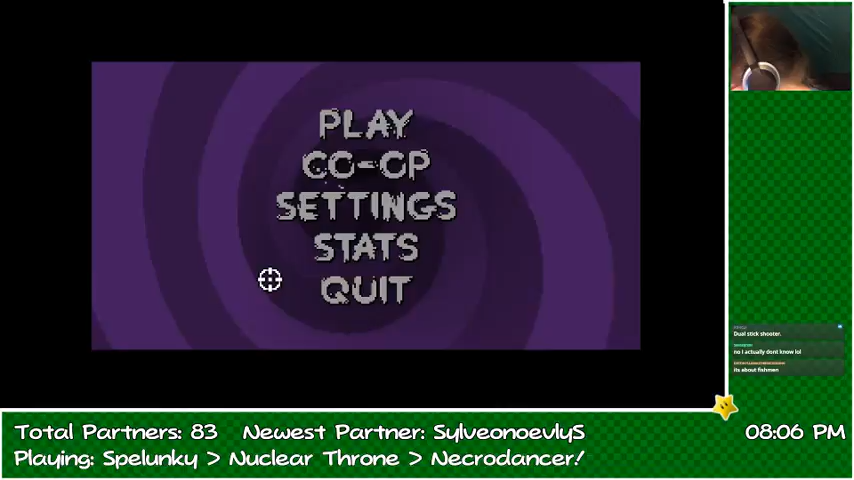 PLAY
CO-OP
SETTINGS
STATS
QUIT
Dual stick shooter.
no I actually dont know lol
its about fishmen
Total Partners: 83 Newest Partner: SylveonoevlyS
08:06 PM
Playing: Spelunky > Nuclear Throne > Necrodancer!